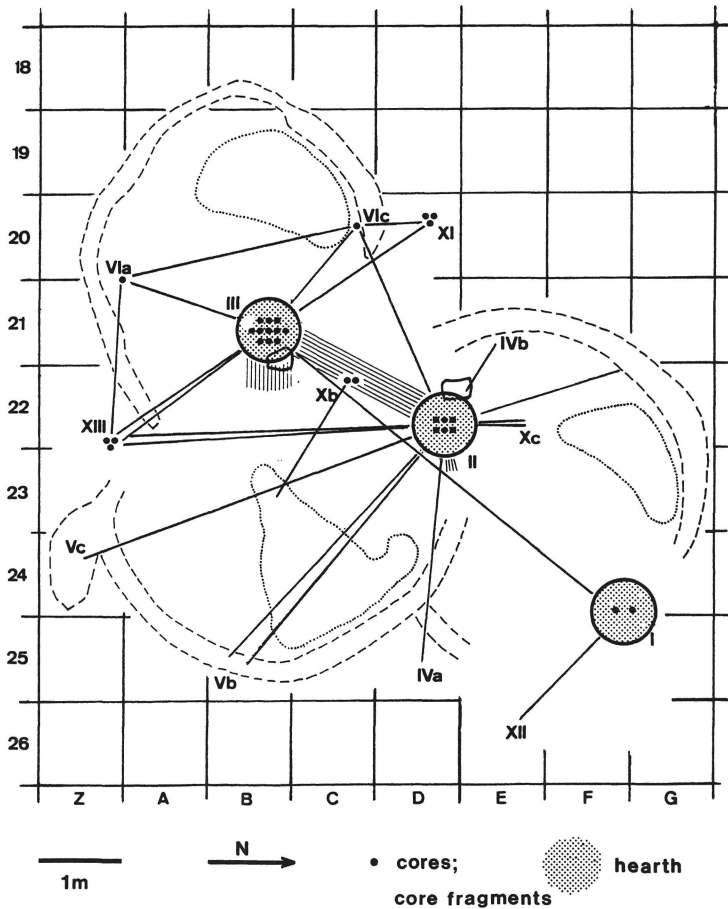 18
19
20
21
22
23
24
25
26
VIc
XI
VIa
III
IVb
Xb
XIII
Xc
II
Vc
I
Vb
IVa
XII
Z A B C D E F G
1m
N
cores;
core fragments
hearth